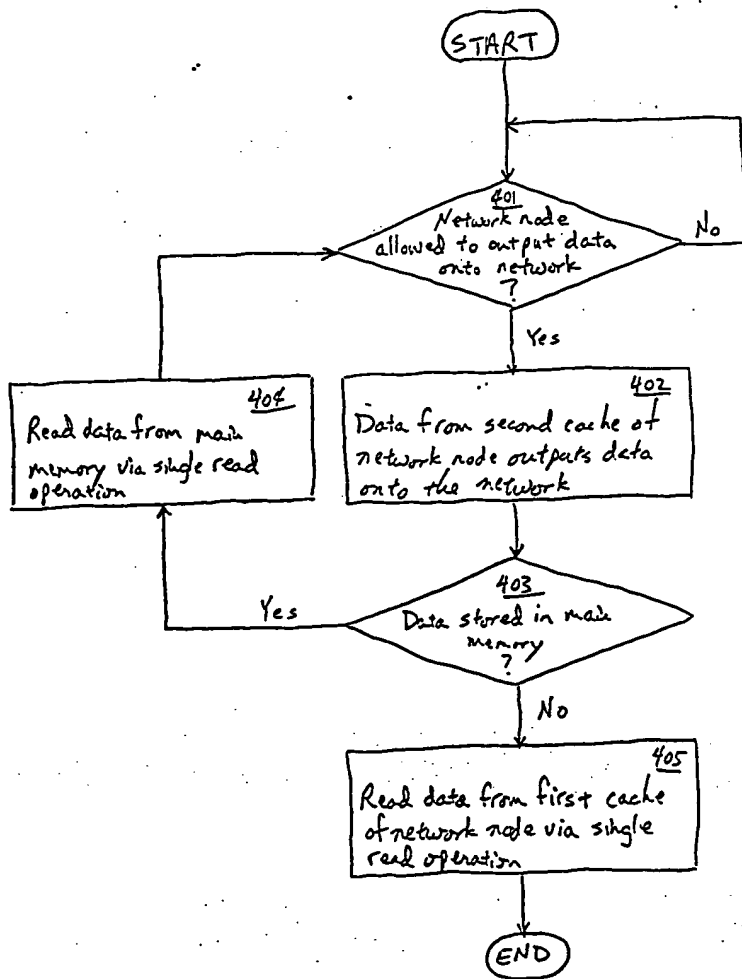 START
401
Network node
allowed to output data
onto network
?
No
Yes
404
Read data from main
memory via single read
operation
402
Data from second cache of
network node outputs data
onto the network
403
Data stored in main
memory
?
Yes
No
405
Read data from first cache
of network node via single
read operation
END